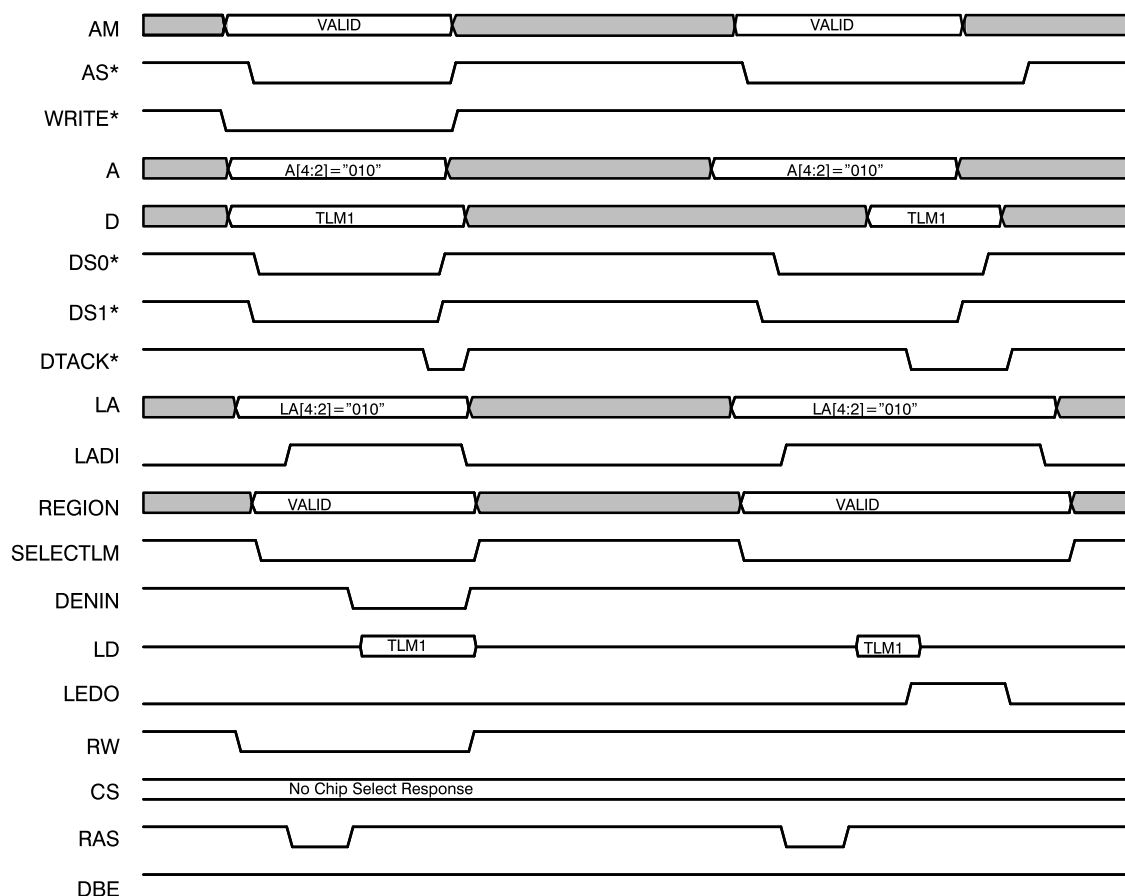 AM VALID VALID
AS*
WRITE*
A A[4:2]=”010” A[4:2]=”010”
D TLM1 TLM1
DS0*
DS1*
DTACK*
LA LA[4:2]=”010” LA[4:2]=”010”
LADI
REGION VALID VALID
SELECTLM
DENIN
LD TLM1 TLM1
LEDO
RW
CS No Chip Select Response
RAS
DBE